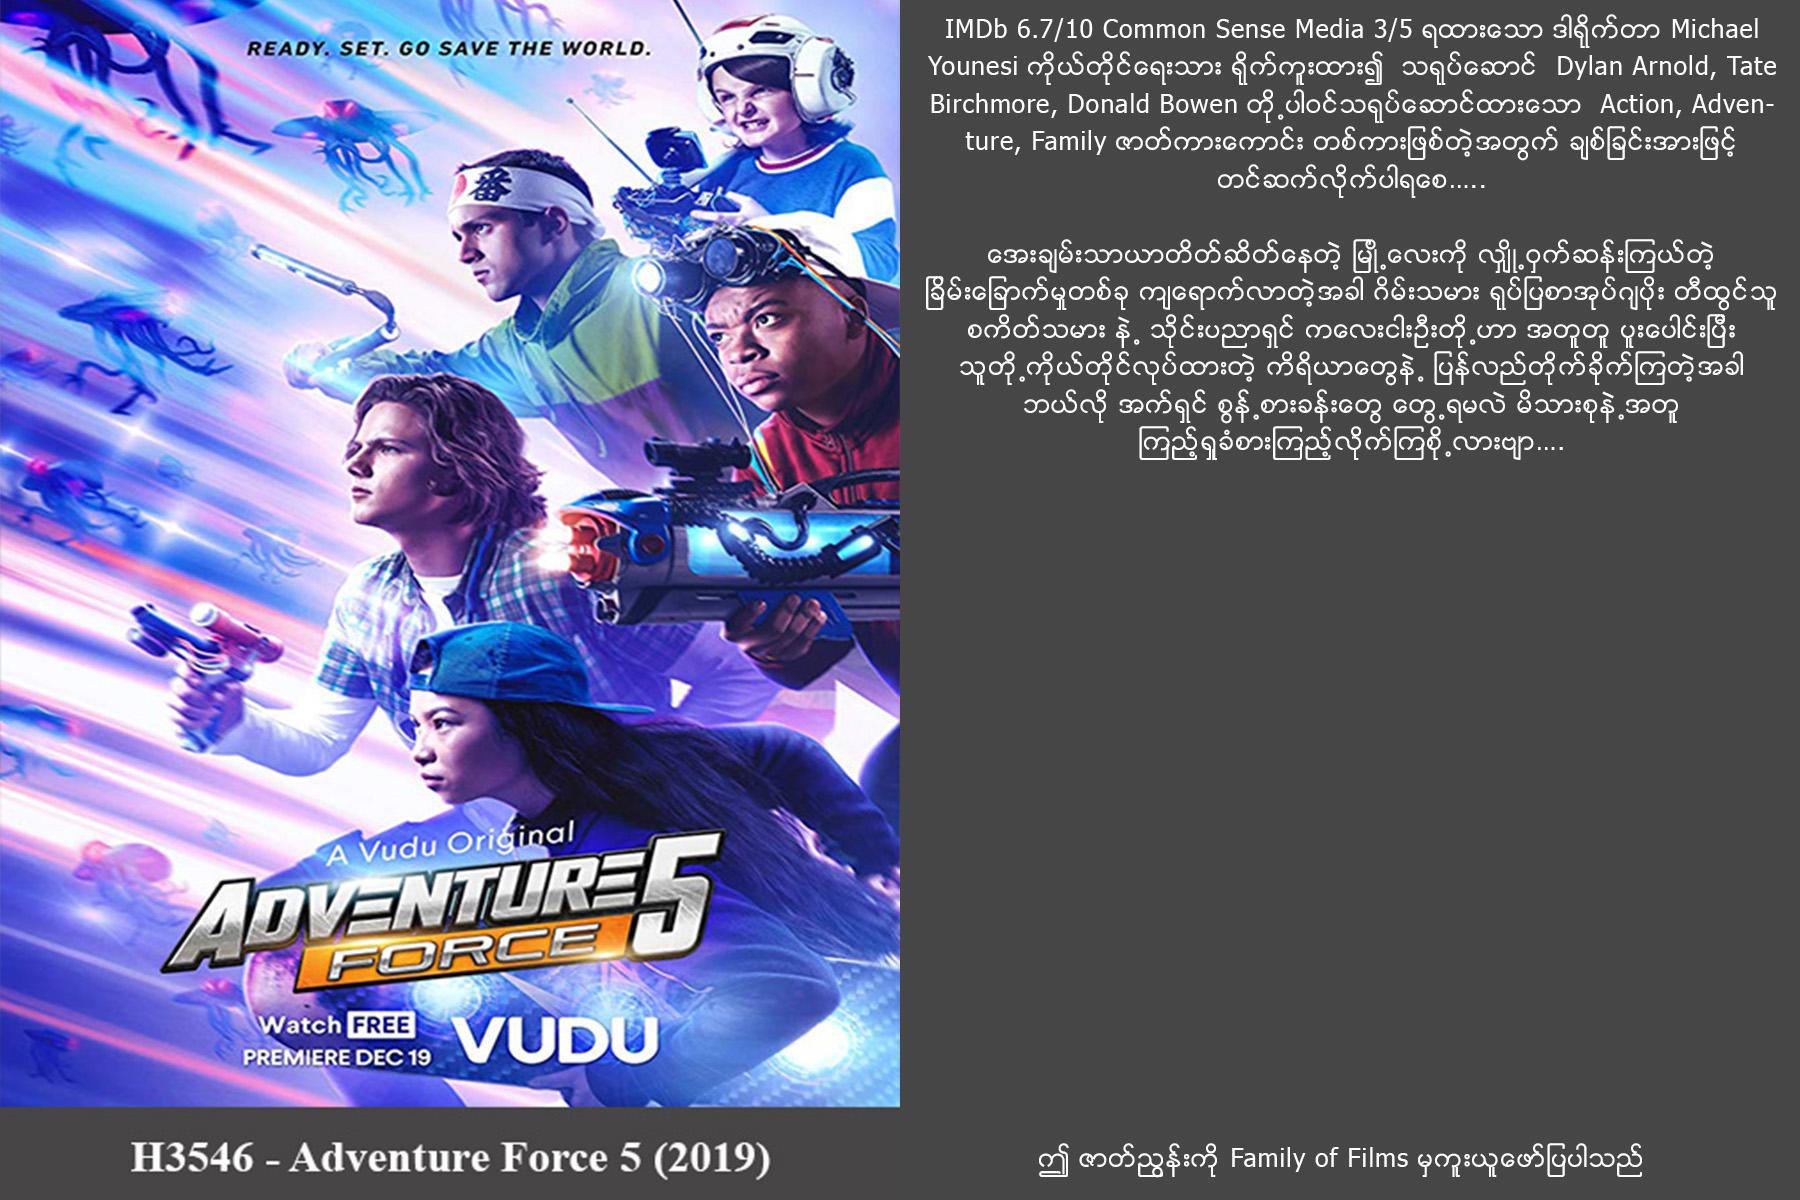 READY. SET. GO SAVE THE WORLD.
一番
A Vudu Original
ADVENTURE 5
FORCE
Watch FREE
PREMIERE DEC 19
VUDU
H3546 - Adventure Force 5 (2019)
IMDb 6.7/10 Common Sense Media 3/5 ရထားသော ဒါရိုက်တာ Michael
Younesi ကိုယ်တိုင်ရေးသား ရိုက်ကူးထား၍ သရုပ်ဆောင် Dylan Arnold, Tate
Birchmore, Donald Bowen တို့ပါဝင်သရုပ်ဆောင်ထားသော Action, Adven-
ture, Family ဇာတ်ကားကောင်း တစ်ကားဖြစ်တဲ့အတွက် ချစ်ခြင်းအားဖြင့်
တင်ဆက်လိုက်ပါရစေ.....
အေးချမ်းသာယာတိတ်ဆိတ်နေတဲ့ မြို့လေးကို လျှို့ဝှက်ဆန်းကြယ်တဲ့
ခြိမ်းခြောက်မှုတစ်ခု ကျရောက်လာတဲ့အခါ ဂိမ်းသမား ရုပ်ပြစာအုပ်ဂျပိုး တီထွင်သူ
စကိတ်သမား နဲ့ သိုင်းပညာရှင် ကလေးငါးဦးတို့ဟာ အတူတူ ပူးပေါင်းပြီး
သူတို့ကိုယ်တိုင်လုပ်ထားတဲ့ ကိရိယာတွေနဲ့ ပြန်လည်တိုက်ခိုက်ကြတဲ့အခါ
ဘယ်လို အက်ရှင် စွန့်စားခန်းတွေ တွေ့ရမလဲ မိသားစုနဲ့အတူ
ကြည့်ရှုခံစားကြည့်လိုက်ကြစို့လားဗျာ....
ဤ ဇာတ်ညွှန်းကို Family of Films မှကူးယူဖော်ပြပါသည်